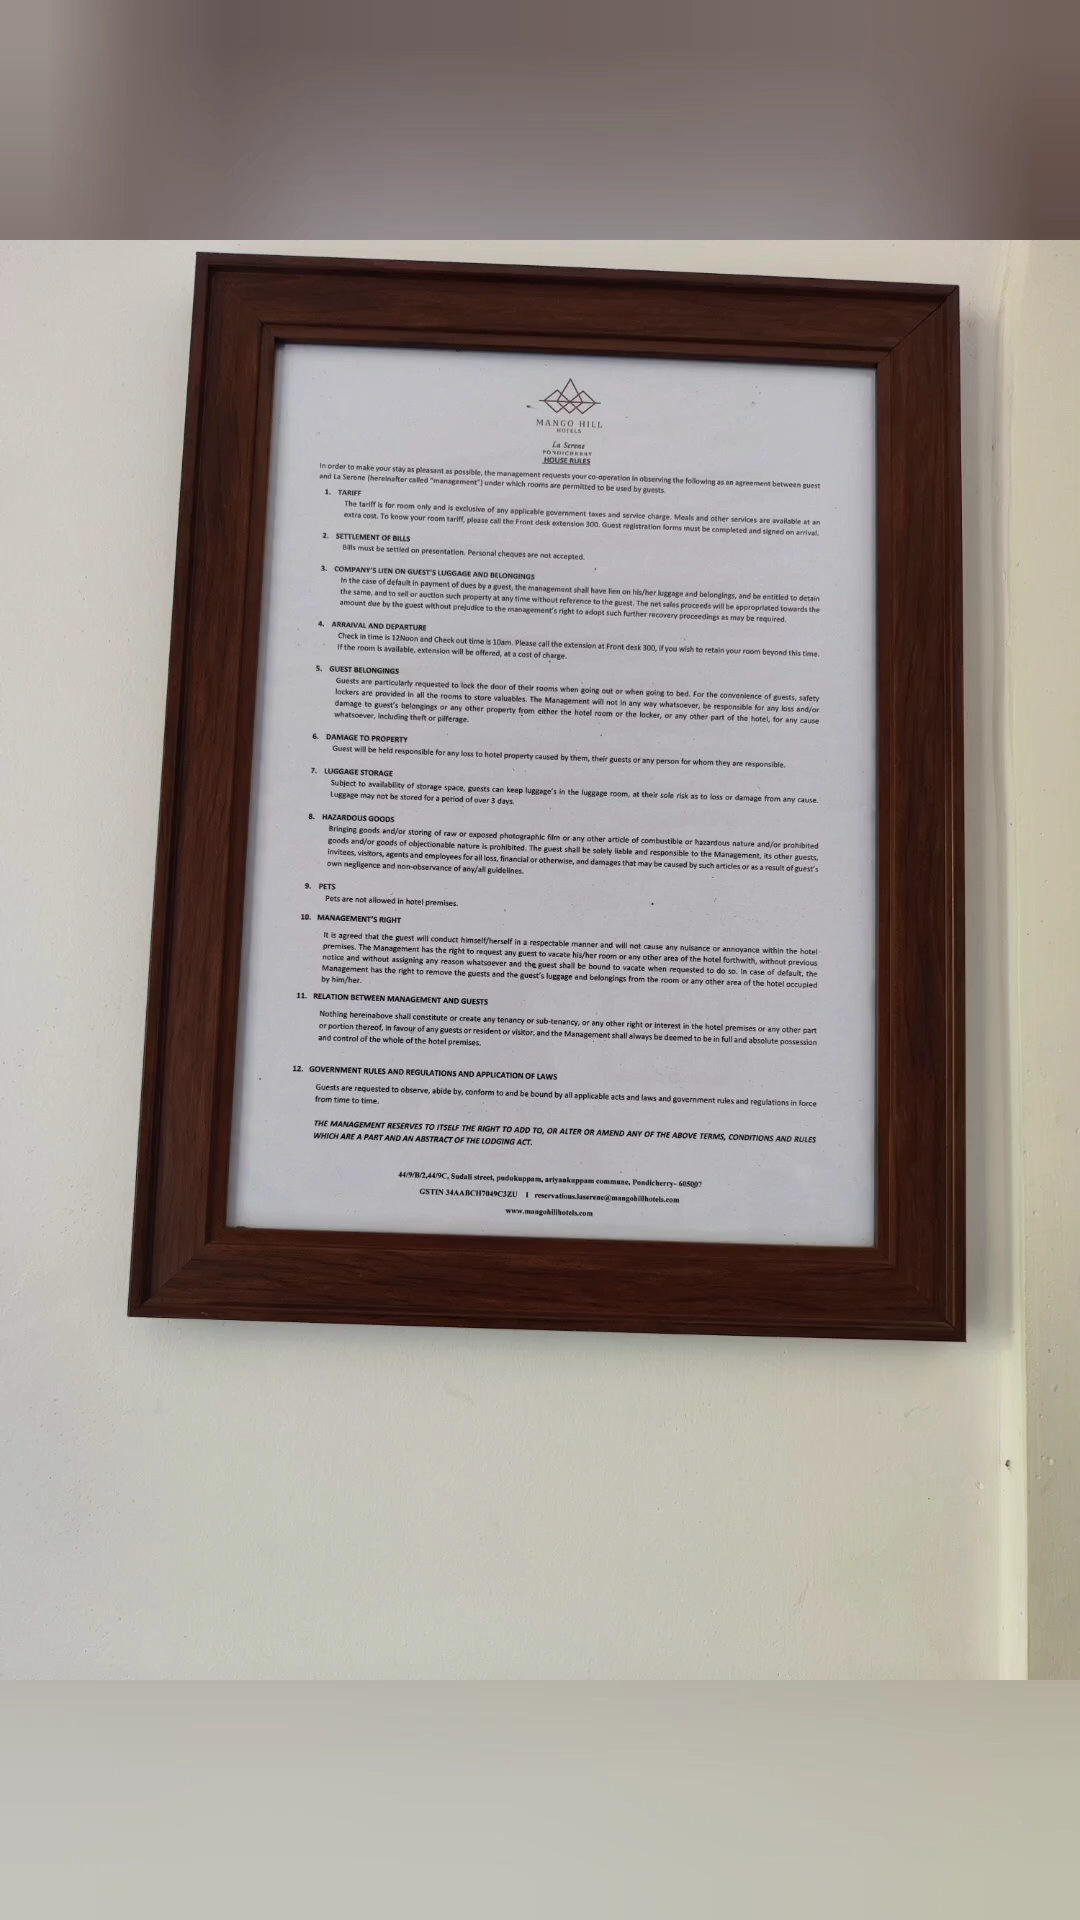 MANGO HILL
HOTELS
La Serene
PONDICHERRY
HOUSE RULES
In order to make your stay as pleasant as possible, the management requests your co-operation in observing the following as an agreement between guest
and La Serene (hereinafter called "management") under which rooms are permitted to be used by guests.
1. TARIFF
The tariff is for room only and is exclusive of any applicable government taxes and service charge. Meals and other services are available at an
extra cost. To know your room tariff, please call the Front desk extension 300. Guest registration forms must be completed and signed on arrival.
2. SETTLEMENT OF BILLS
Bills must be settled on presentation. Personal cheques are not accepted.
3. COMPANY'S LIEN ON GUEST'S LUGGAGE AND BELONGINGS
In the case of default in payment of dues by a guest, the management shall have lien on his/her luggage and belongings, and be entitled to detain
the same, and to sell or auction such property at any time without reference to the guest. The net sales proceeds will be appropriated towards the
amount due by the guest without prejudice to the management's right to adopt such further recovery proceedings as may be required.
4. ARRAIVAL AND DEPARTURE
Check in time is 12Noon and Check out time is 10am. Please call the extension at Front desk 300, if you wish to retain your room beyond this time.
If the room is available, extension will be offered, at a cost of charge.
5. GUEST BELONGINGS
Guests are particularly requested to lock the door of their rooms when going out or when going to bed. For the convenience of guests, safety
lockers are provided in all the rooms to store valuables. The Management will not in any way whatsoever, be responsible for any loss and/or
damage to guest's belongings or any other property from either the hotel room or the locker, or any other part of the hotel, for any cause
whatsoever, including theft or pilferage.
6. DAMAGE TO PROPERTY
Guest will be held responsible for any loss to hotel property caused by them, their guests or any person for whom they are responsible.
7. LUGGAGE STORAGE
Subject to availability of storage space, guests can keep luggage's in the luggage room, at their sole risk as to loss or damage from any cause.
Luggage may not be stored for a period of over 3 days.
8. HAZARDOUS GOODS
Bringing goods and/or storing of raw or exposed photographic film or any other article of combustible or hazardous nature and/or prohibited
goods and/or goods of objectionable nature is prohibited. The guest shall be solely liable and responsible to the Management, its other guests,
invitees, visitors, agents and employees for all loss, financial or otherwise, and damages that may be caused by such articles or as a result of guest's
own negligence and non-observance of any/all guidelines.
9. PETS
Pets are not allowed in hotel premises.
10. MANAGEMENT'S RIGHT
It is agreed that the guest will conduct himself/herself in a respectable manner and will not cause any nuisance or annoyance within the hotel
premises. The Management has the right to request any guest to vacate his/her room or any other area of the hotel forthwith, without previous
notice and without assigning any reason whatsoever and the guest shall be bound to vacate when requested to do so. In case of default, the
Management has the right to remove the guests and the guest's luggage and belongings from the room or any other area of the hotel occupied
by him/her.
11. RELATION BETWEEN MANAGEMENT AND GUESTS
Nothing hereinabove shall constitute or create any tenancy or sub-tenancy, or any other right or interest in the hotel premises or any other part
or portion thereof, in favour of any guests or resident or visitor, and the Management shall always be deemed to be in full and absolute possession
and control of the whole of the hotel premises.
12. GOVERNMENT RULES AND REGULATIONS AND APPLICATION OF LAWS
Guests are requested to observe, abide by, conform to and be bound by all applicable acts and laws and government rules and regulations in force
from time to time.
THE MANAGEMENT RESERVES TO ITSELF THE RIGHT TO ADD TO, OR ALTER OR AMEND ANY OF THE ABOVE TERMS, CONDITIONS AND RULES
WHICH ARE A PART AND AN ABSTRACT OF THE LODGING ACT.
44/9/B/2,44/9C, Sudali street, pudukuppam, ariyankuppam commune, Pondicherry- 605007
GSTIN 34AABCH7049C3ZU | reservations.laserene@mangohillhotels.com
www.mangohillhotels.com